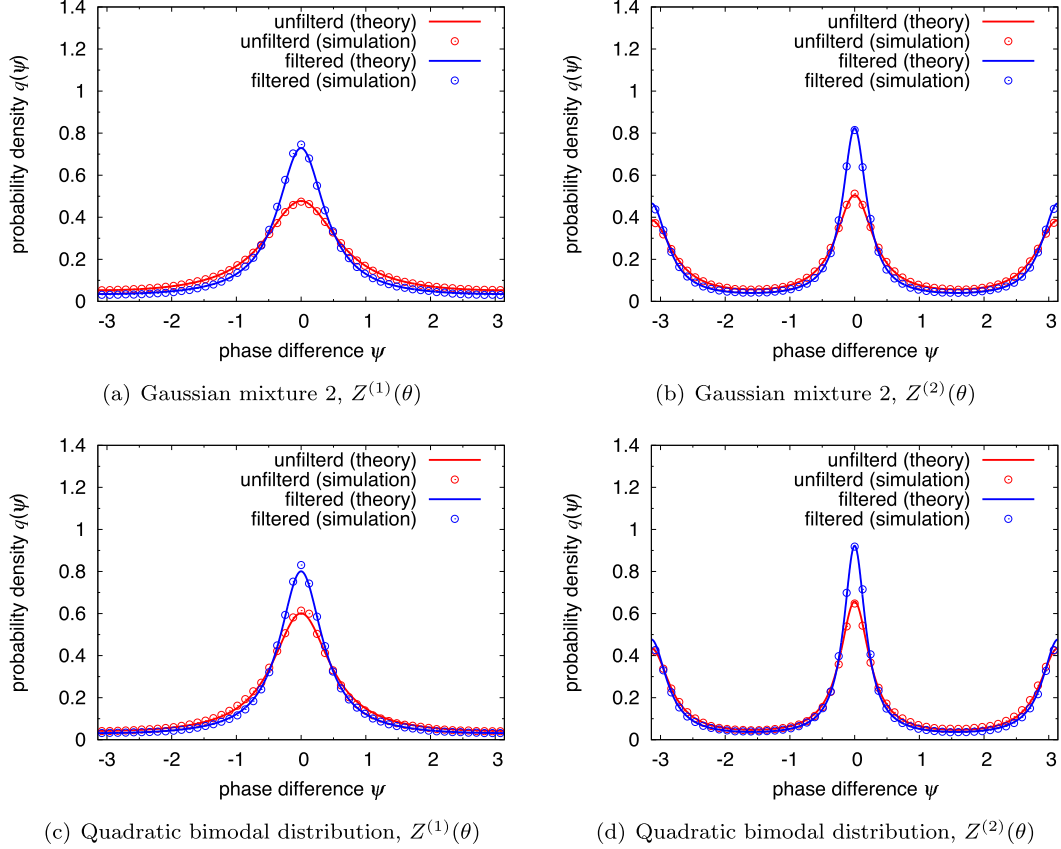 unfilterd (theory)
unfilterd (simulation)
filtered (theory)
filtered (simulation)
probability density q(ψ)
1.4
1.2
1
0.8
0.6
0.4
0.2
0
-3 -2 -1 0 1 2 3
phase difference ψ
(a) Gaussian mixture 2, Z⁽¹⁾(θ)
unfilterd (theory)
unfilterd (simulation)
filtered (theory)
filtered (simulation)
probability density q(ψ)
1.4
1.2
1
0.8
0.6
0.4
0.2
0
-3 -2 -1 0 1 2 3
phase difference ψ
(b) Gaussian mixture 2, Z⁽²⁾(θ)
unfilterd (theory)
unfilterd (simulation)
filtered (theory)
filtered (simulation)
probability density q(ψ)
1.4
1.2
1
0.8
0.6
0.4
0.2
0
-3 -2 -1 0 1 2 3
phase difference ψ
(c) Quadratic bimodal distribution, Z⁽¹⁾(θ)
unfilterd (theory)
unfilterd (simulation)
filtered (theory)
filtered (simulation)
probability density q(ψ)
1.4
1.2
1
0.8
0.6
0.4
0.2
0
-3 -2 -1 0 1 2 3
phase difference ψ
(d) Quadratic bimodal distribution, Z⁽²⁾(θ)